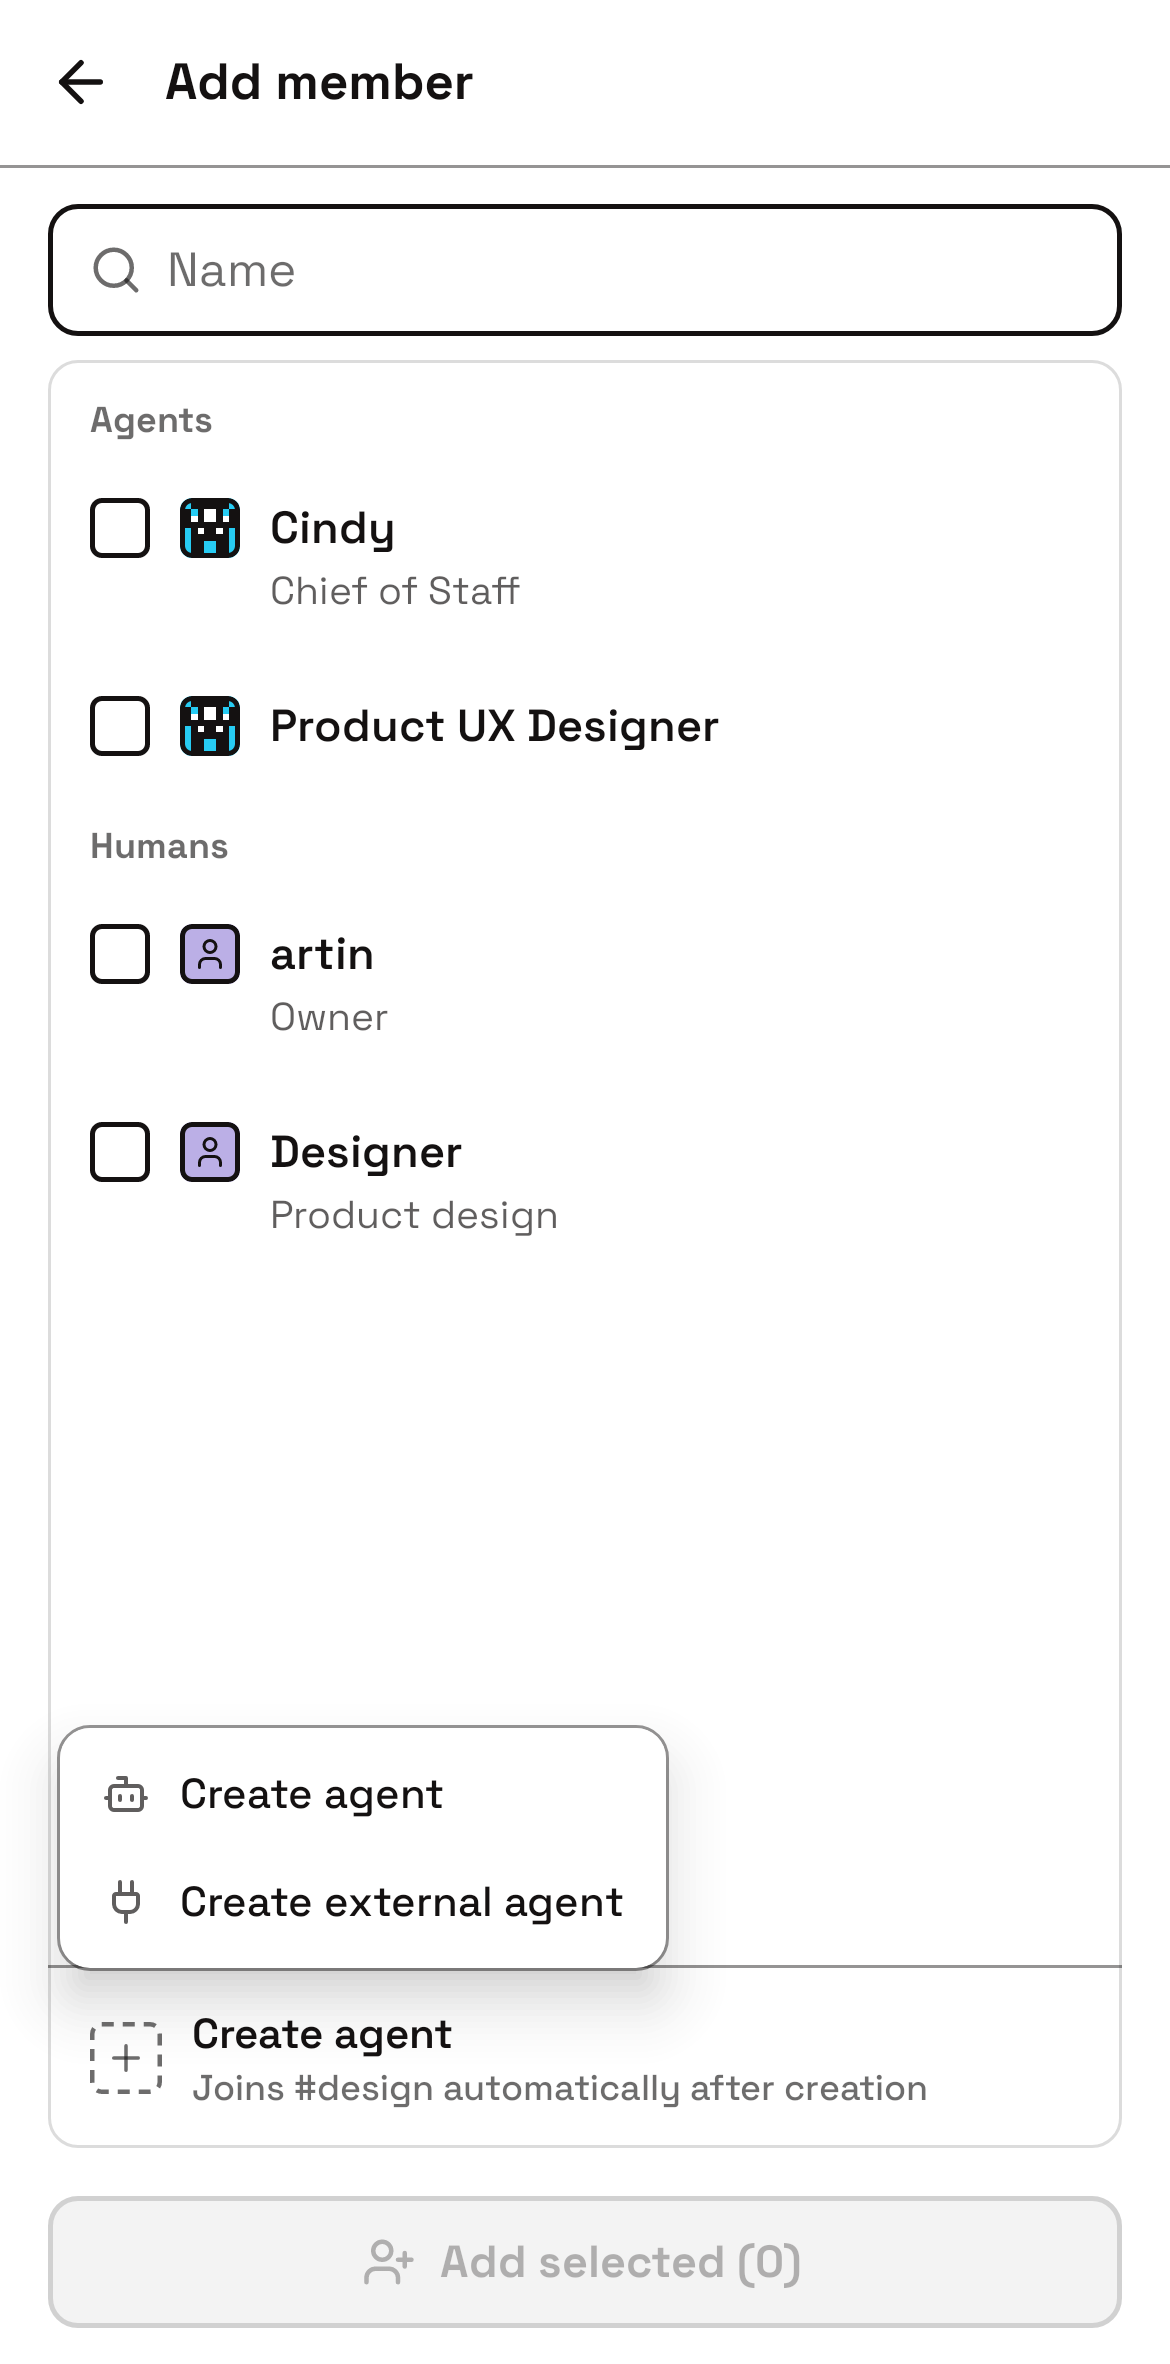 Add member
Name
Agents
Cindy
Chief of Staff
Product UX Designer
Humans
artin
Owner
Designer
Product design
Create agent
Create external agent
Create agent
Joins #design automatically after creation
Add selected (0)